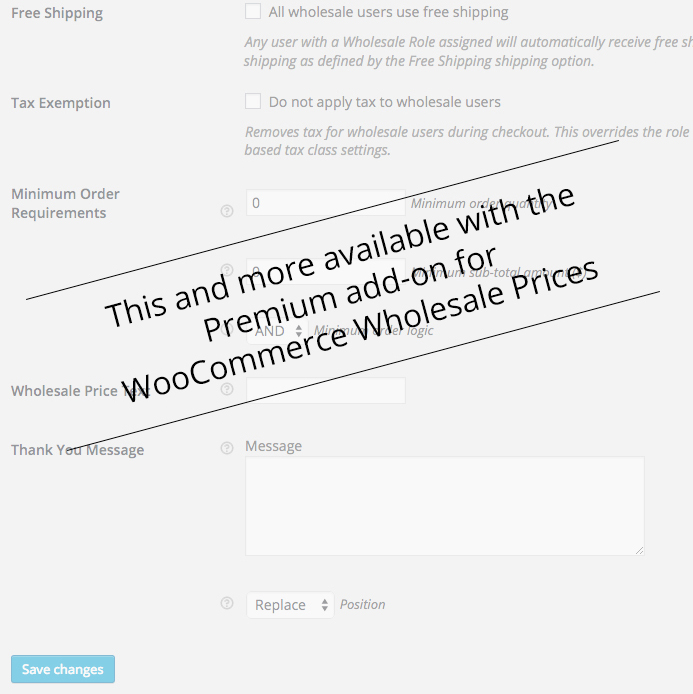 Free Shipping
All wholesale users use free shipping
Any user with a Wholesale Role assigned will automatically receive free sh
shipping as defined by the Free Shipping shipping option.
Tax Exemption
Do not apply tax to wholesale users
Removes tax for wholesale users during checkout. This overrides the role
based tax class settings.
Minimum Order
Requirements
0
Minimum order quantity
0
Minimum sub-total amount ($)
AND
Minimum order logic
This and more available with the
Premium add-on for
WooCommerce Wholesale Prices
Wholesale Price Text
Thank You Message
Message
Replace
Position
Save changes